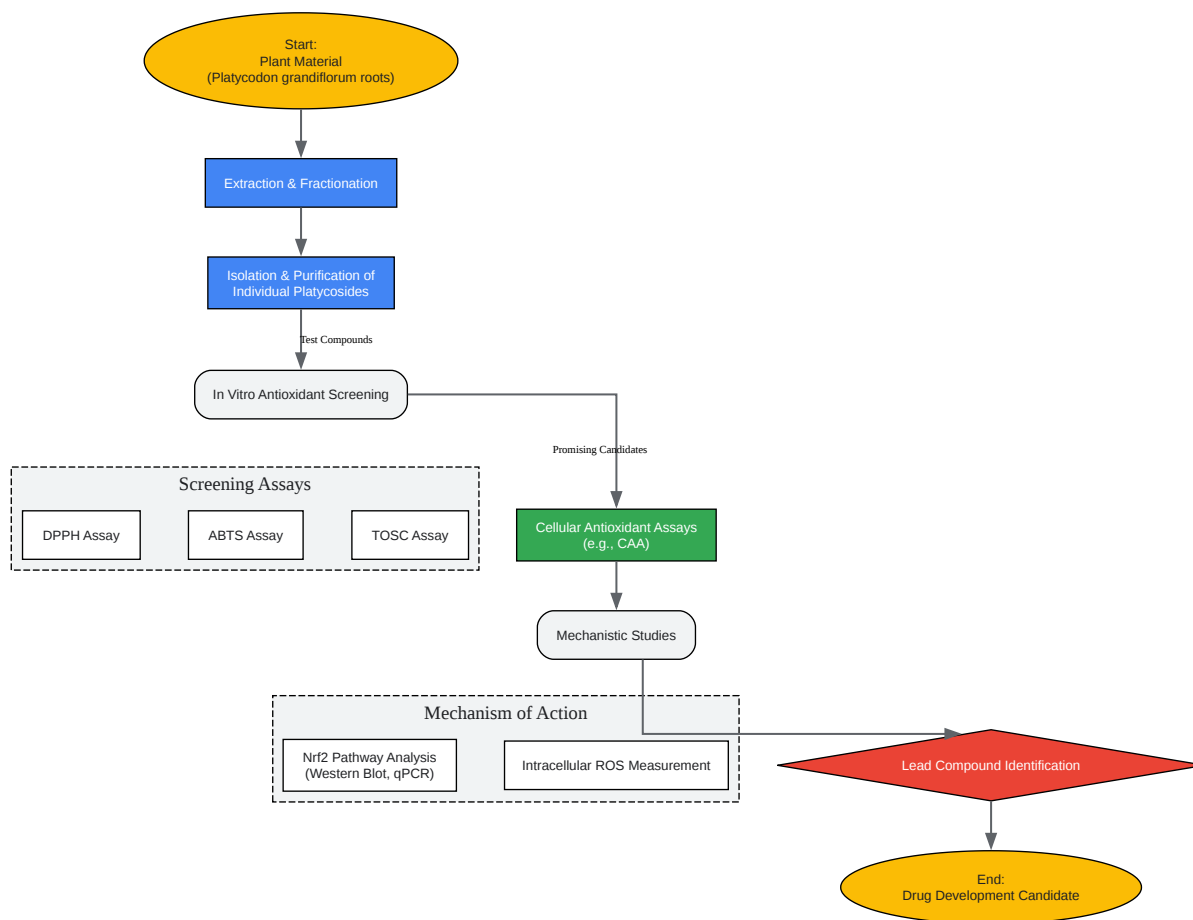 Start:
Plant Material
(Platycodon grandiflorum roots)
Extraction & Fractionation
Isolation & Purification of
Individual Platycosides
Test Compounds
In Vitro Antioxidant Screening
Promising Candidates
Screening Assays
DPPH Assay
ABTS Assay
TOSC Assay
Cellular Antioxidant Assays
(e.g., CAA)
Mechanistic Studies
Mechanism of Action
Nrf2 Pathway Analysis
(Western Blot, qPCR)
Intracellular ROS Measurement
Lead Compound Identification
End:
Drug Development Candidate